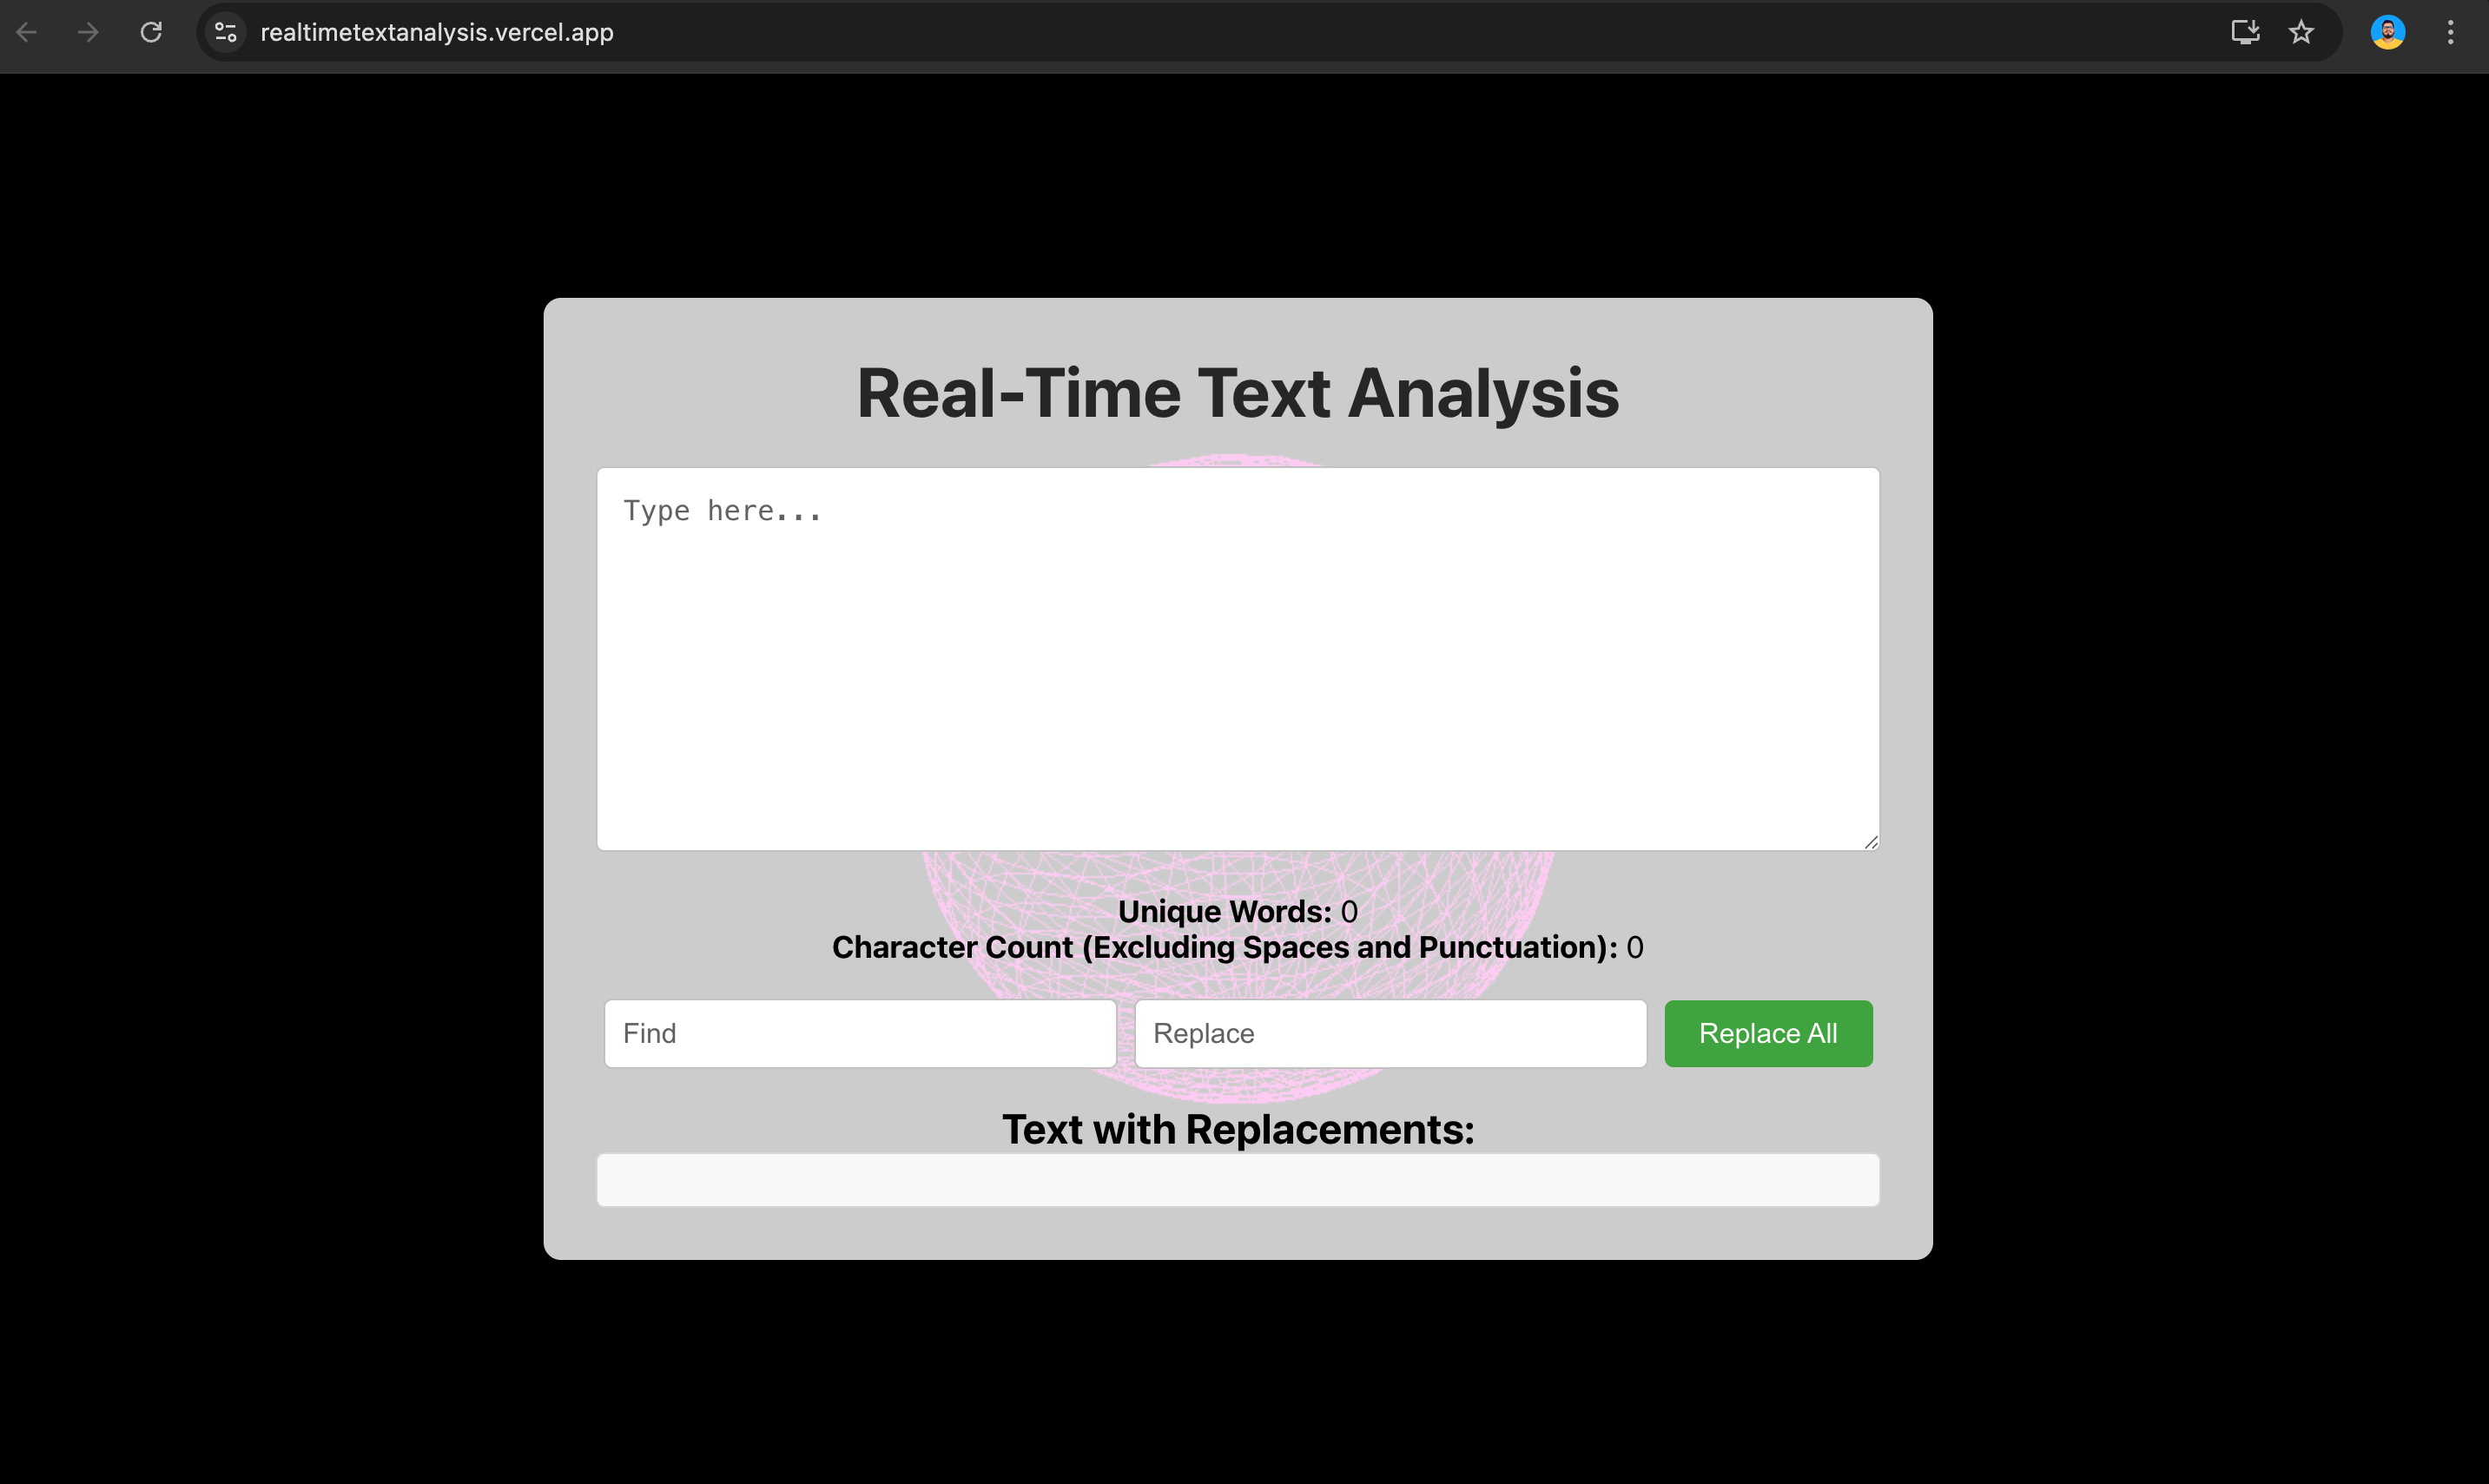 realtimetextanalysis.vercel.app
Real-Time Text Analysis
Type here...
Unique Words: 0
Character Count (Excluding Spaces and Punctuation): 0
Find Replace Replace All
Text with Replacements: